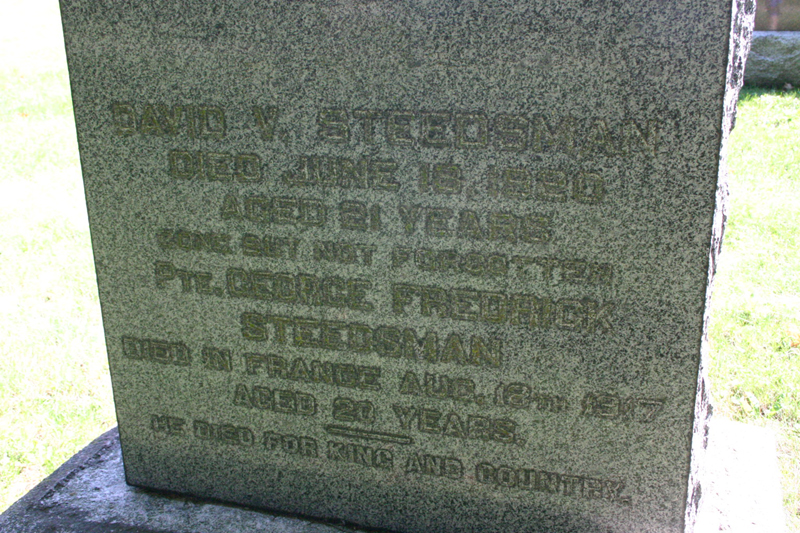 DAVID V. STEEDSMAN
DIED JUNE 18, 1920
AGED 21 YEARS
GONE BUT NOT FORGOTTEN
PTE. GEORGE FREDRICK
STEEDSMAN
DIED IN FRANCE AUG. 18TH 1917
AGED 20 YEARS.
HE DIED FOR KING AND COUNTRY.